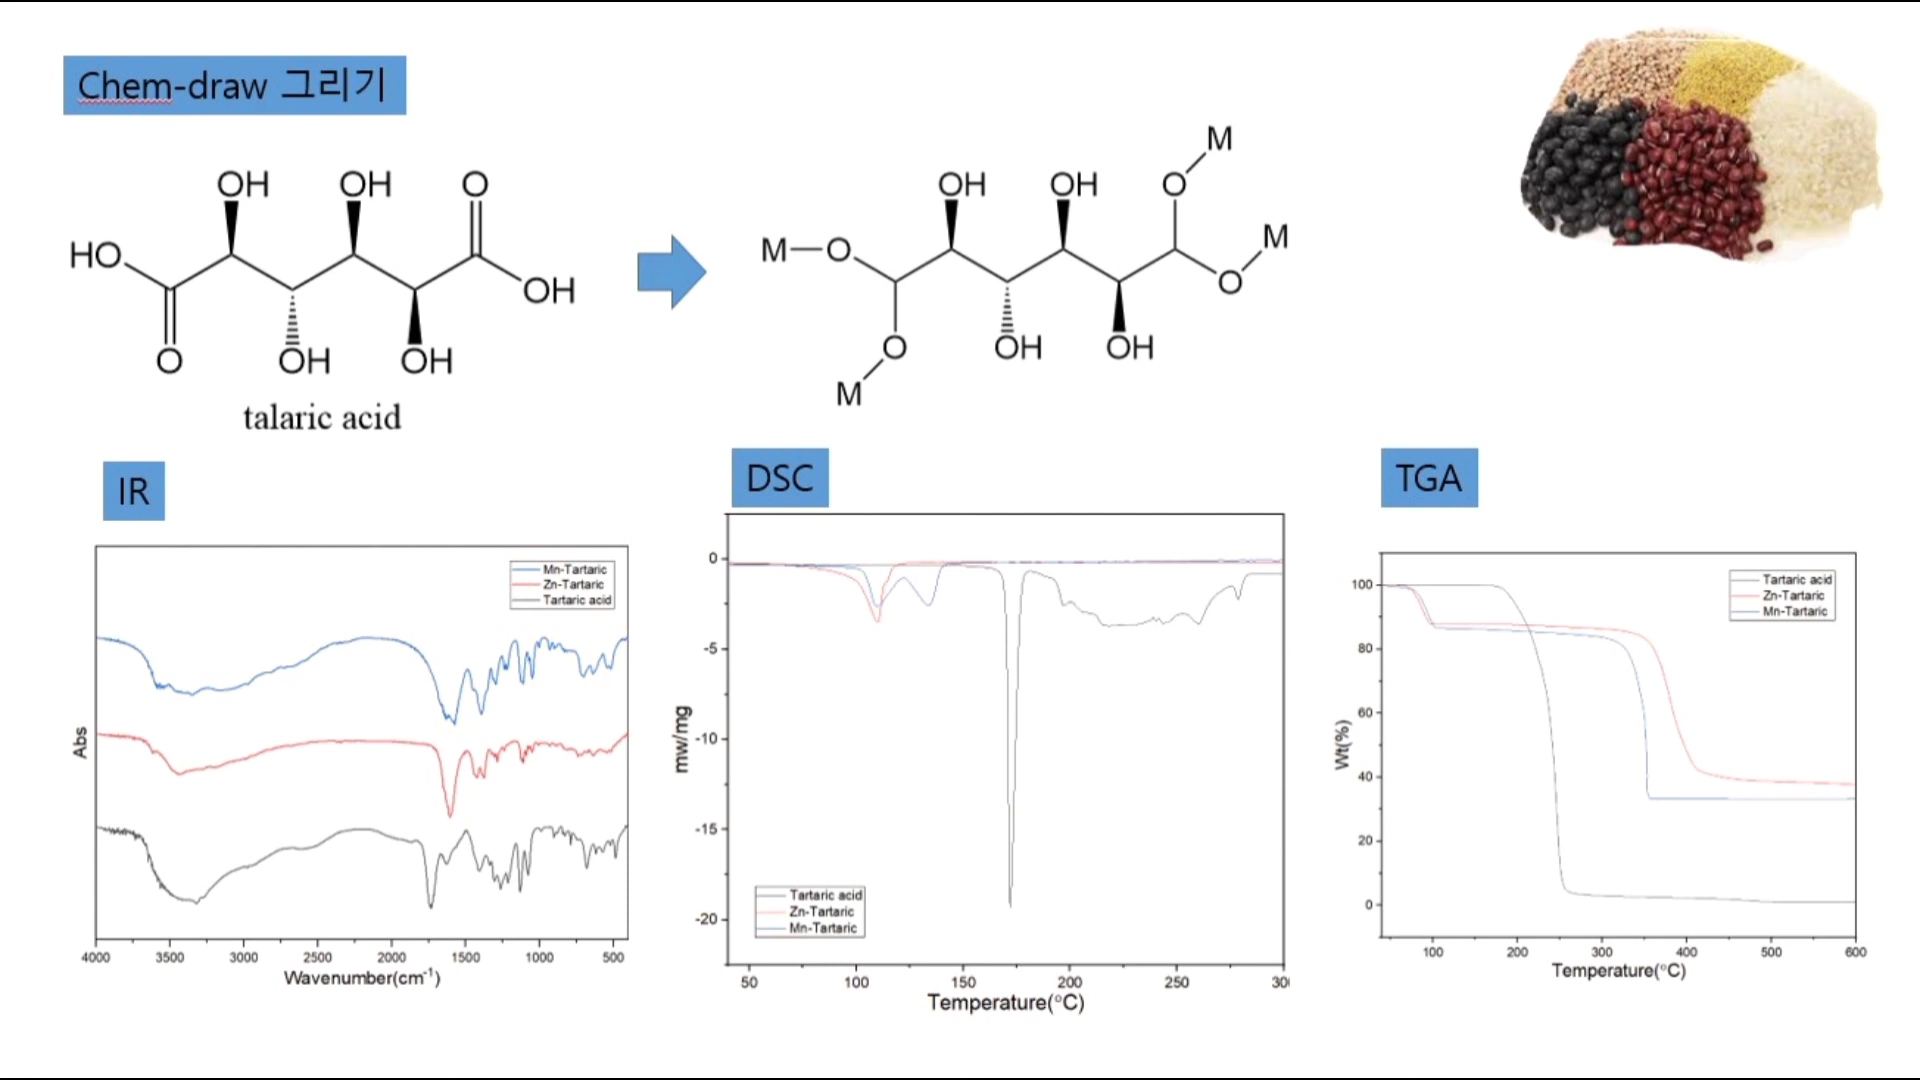 Chem-draw 그리기
OH
OH
O
HO
OH
O
OH
OH
talaric acid
M
OH
OH
O
M
M
O
O
O
OH
OH
M
IR
Mn-Tartaric
Zn-Tartaric
Tartaric acid
Abs
4000 3500 3000 2500 2000 1500 1000 500
Wavenumber(cm-1)
DSC
0
-5
-10
-15
-20
mw/mg
Tartaric acid
Zn-Tartaric
Mn-Tartaric
50 100 150 200 250 30
Temperature(°C)
TGA
100
80
60
40
20
0
Wt(%)
Tartaric acid
Zn-Tartaric
Mn-Tartaric
100 200 300 400 500 600
Temperature(°C)